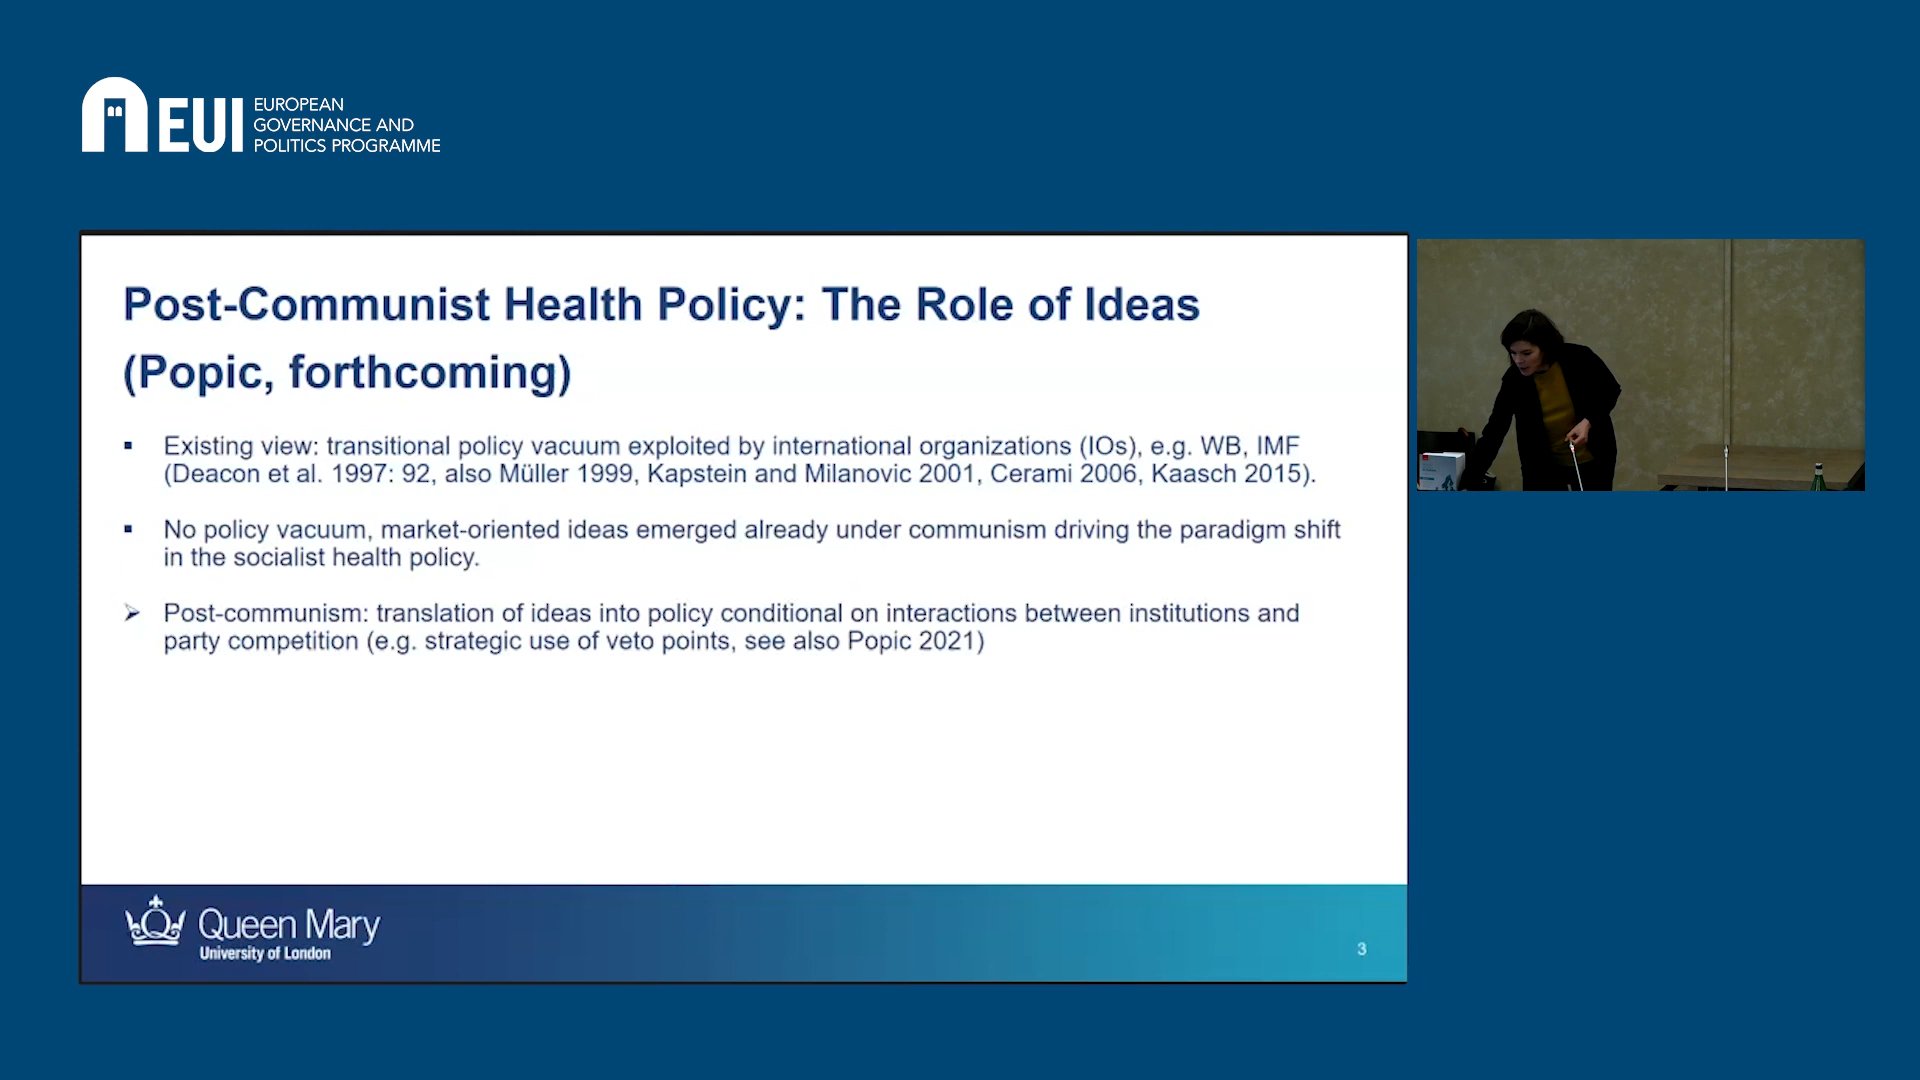 EUI
EUROPEAN
GOVERNANCE AND
POLITICS PROGRAMME
Post-Communist Health Policy: The Role of Ideas
(Popic, forthcoming)
▪ Existing view: transitional policy vacuum exploited by international organizations (IOs), e.g. WB, IMF
(Deacon et al. 1997: 92, also Müller 1999, Kapstein and Milanovic 2001, Cerami 2006, Kaasch 2015).
▪ No policy vacuum, market-oriented ideas emerged already under communism driving the paradigm shift
in the socialist health policy.
➢ Post-communism: translation of ideas into policy conditional on interactions between institutions and
party competition (e.g. strategic use of veto points, see also Popic 2021)
Queen Mary
University of London
3